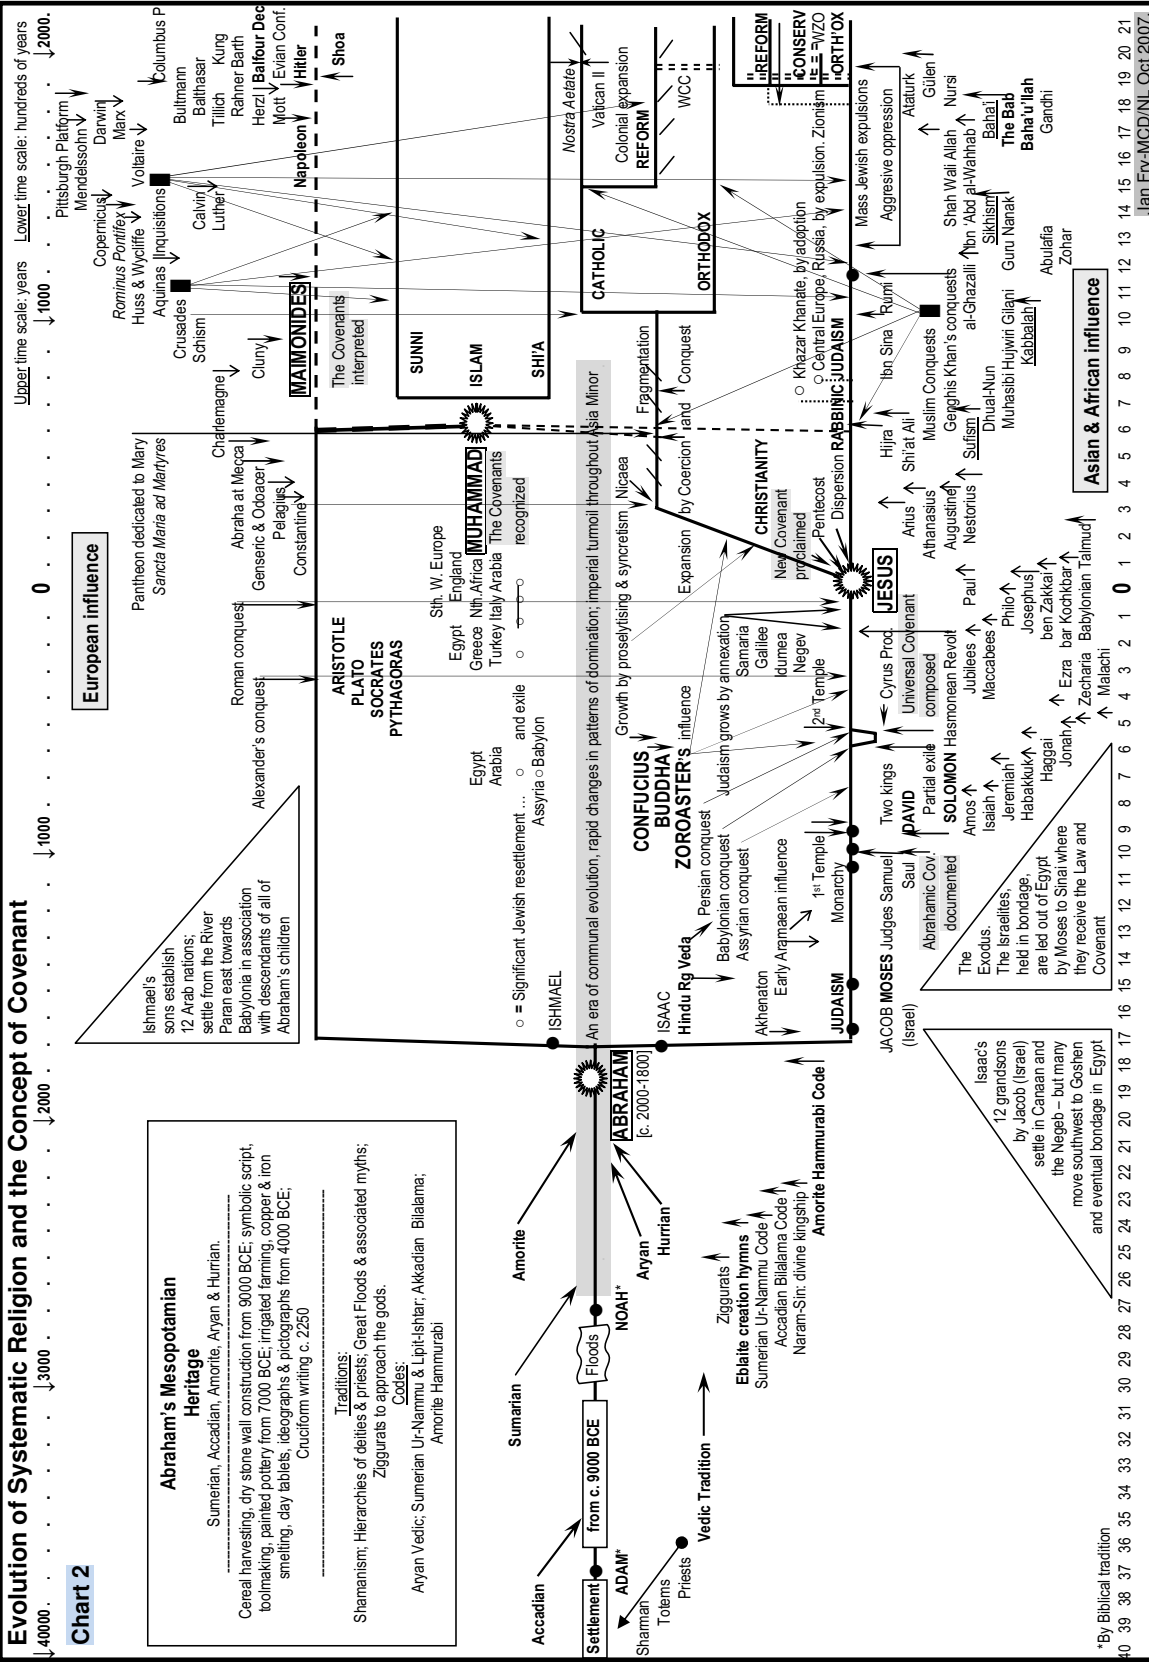 Evolution of Systematic Religion and the Concept of Covenant
Upper time scale: years
Lower time scale: hundreds of years
40000. 3000 2000 1000 0 1000 2000.
Chart 2
Abraham's Mesopotamian
Heritage
Sumerian, Accadian, Amorite, Aryan & Hurrian.
Cereal harvesting, dry stone wall construction from 9000 BCE; symbolic script,
toolmaking, painted pottery from 7000 BCE; irrigated farming, copper & iron
smelting, day tablets, ideographs & pictographs from 4000 BCE;
Cruciform writing c. 2250
Traditions:
Shamanism; Hierarchies of deities & priests; Great Floods & associated myths;
Ziggurats to approach the gods.
Codes:
Aryan Vedic; Sumerian Ur-Nammu & Lipit-Ishtar; Akkadian Bilalama;
Amorite Hammurabi
Ishmael's
sons establish
12 Arab nations;
settle from the River
Paran east towards
Babylonia in association
with descendants of all of
Abraham's children
European influence
Alexander's conquest
Roman conquest
Pantheon dedicated to Mary
Sancta Maria ad Martyres
Abraha at Mecca
Genseric & Odoacer
Pelagius
Constantine
Charlemagne
Cluny
Crusades
Schism
Rominus Pontifex
Huss & Wycliffe
Aquinas
Inquisitions
Copernicus
Calvin
Luther
Pittsburgh Platform
Mendelssohn
Darwin
Marx
Voltaire
Columbus P
Bultmann
Balthasar
Tillich Kung
Rahner Barth
Herzl Balfour Dec
Mott Evian Conf.
Napoleon
Hitler
Shoa
MAIMONIDES
The Covenants
interpreted
ARISTOTLE
PLATO
SOCRATES
PYTHAGORAS
SUNNI
ISLAM
SHI'A
MUHAMMAD
The Covenants
recognized
Sth. W. Europe
Egypt England
Greece Nth.Africa
Turkey Italy Arabia
Egypt
Arabia
○ = Significant Jewish resettlement … ○ and exile
Assyria ○ Babylon
Accadian
Sumarian
Amorite
Aryan
Hurrian
Settlement
ADAM*
from c. 9000 BCE
Floods
NOAH*
ABRAHAM
[c. 2000-1800]
ISHMAEL
ISAAC
An era of communal evolution, rapid changes in patterns of domination; imperial turmoil throughout Asia Minor
CATHOLIC
ORTHODOX
Nostra Aetate
Vatican II
Colonial expansion
REFORM
WCC
Growth by proselytising & syncretism
Nicaea
Fragmentation
Expansion by Coercion and Conquest
CONFUCIUS
BUDDHA
ZOROASTER's influence
Hindu Rg Veda
Persian conquest
Babylonian conquest
Assyrian conquest
Judaism grows by annexation
Samaria
Galilee
Idumea
Negev
Akhenaton
Early Aramaean influence
1st Temple
Monarchy
2nd Temple
CHRISTIANITY
New Covenant
proclaimed
Pentecost
Dispersion
RABBINIC JUDAISM
○ Khazar Khanate, by adoption
○ Central Europe, Russia, by expulsion. Zionism
REFORM
CONSERV
WZO
ORTH'OX
JUDAISM
Sharman
Totems
Priests
Vedic Tradition
Ziggurats
Eblaite creation hymns
Sumerian Ur-Nammu Code
Accadian Bilalama Code
Naram-Sin: divine kingship
Amorite Hammurabi Code
JACOB
(Israel)
MOSES
Judges
Samuel
Saul
Abrahamic Cov.
documented
Two kings
DAVID
SOLOMON
Partial exile
Cyrus Proc.
Universal Covenant
composed
JESUS
Hasmonean Revolt
Amos
Isaiah
Jeremiah
Habakkuk
Haggai
Jonah
Jubilees
Maccabees
Ezra
Zecharia
Malachi
Paul
Philo
Josephus
ben Zakkai
bar Kochkbar
Babylonian Talmud
Arius
Athanasius
Augustine
Nestorius
Hijra
Shi'at Ali
Muslim Conquests
Genghis Khan's conquests
Sufism
Dhual-Nun
Muhasibi Hujwiri Gilani
Kabbalah
Ibn Sina
Rumi
al-Ghazalli
Mass Jewish expulsions
Aggressive oppression
Ibn 'Abd al-Wahhab
Shah Wali Allah
Sikhism
Guru Nanak
Abulafia
Zohar
Ataturk
Gülen
Nursi
Baha'i
The Bab
Baha'u'llah
Gandhi
Isaac's
12 grandsons
by Jacob (Israel)
settle in Canaan and
the Negeb – but many
move southwest to Goshen
and eventual bondage in Egypt
The
Exodus.
The Israelites,
held in bondage,
are led out of Egypt
by Moses to Sinai where
they receive the Law and
Covenant
Asian & African influence
*By Biblical tradition
40 39 38 37 36 35 34 33 32 31 30 29 28 27 26 25 24 23 22 21 20 19 18 17 16 15 14 13 12 11 10 9 8 7 6 5 4 3 2 1 0 1 2 3 4 5 6 7 8 9 10 11 12 13 14 15 16 17 18 19 20 21
Jan Fry-MCD/NL Oct 2007.